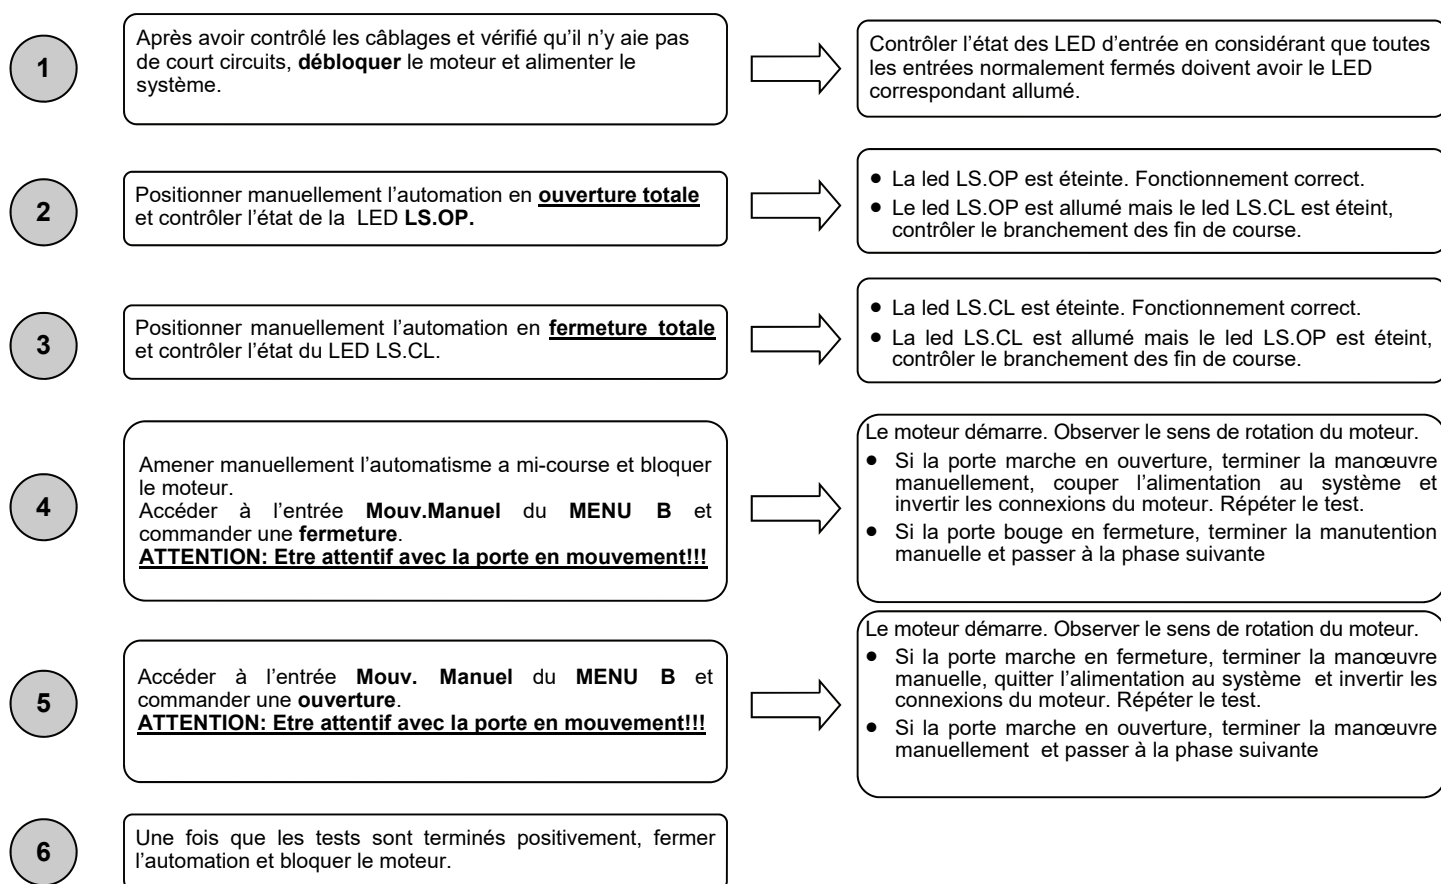 1
Après avoir contrôlé les câblages et vérifié qu'il n'y aie pas
de court circuits, débloquer le moteur et alimenter le
système.
Contrôler l'état des LED d'entrée en considérant que toutes
les entrées normalement fermés doivent avoir le LED
correspondant allumé.
2
Positionner manuellement l'automation en ouverture totale
et contrôler l'état de la LED LS.OP.
• La led LS.OP est éteinte. Fonctionnement correct.
• Le led LS.OP est allumé mais le led LS.CL est éteint,
contrôler le branchement des fin de course.
3
Positionner manuellement l'automation en fermeture totale
et contrôler l'état du LED LS.CL.
• La led LS.CL est éteinte. Fonctionnement correct.
• La led LS.CL est allumé mais le led LS.OP est éteint,
contrôler le branchement des fin de course.
4
Amener manuellement l'automatisme a mi-course et bloquer
le moteur.
Accéder à l'entrée Mouv.Manuel du MENU B et
commander une fermeture.
ATTENTION: Etre attentif avec la porte en mouvement!!!
Le moteur démarre. Observer le sens de rotation du moteur.
• Si la porte marche en ouverture, terminer la manœuvre
manuellement, couper l'alimentation au système et
invertir les connexions du moteur. Répéter le test.
• Si la porte bouge en fermeture, terminer la manutention
manuelle et passer à la phase suivante
5
Accéder à l'entrée Mouv. Manuel du MENU B et
commander une ouverture.
ATTENTION: Etre attentif avec la porte en mouvement!!!
Le moteur démarre. Observer le sens de rotation du moteur.
• Si la porte marche en fermeture, terminer la manœuvre
manuelle, quitter l'alimentation au système et invertir les
connexions du moteur. Répéter le test.
• Si la porte marche en ouverture, terminer la manœuvre
manuellement et passer à la phase suivante
6
Une fois que les tests sont terminés positivement, fermer
l'automation et bloquer le moteur.